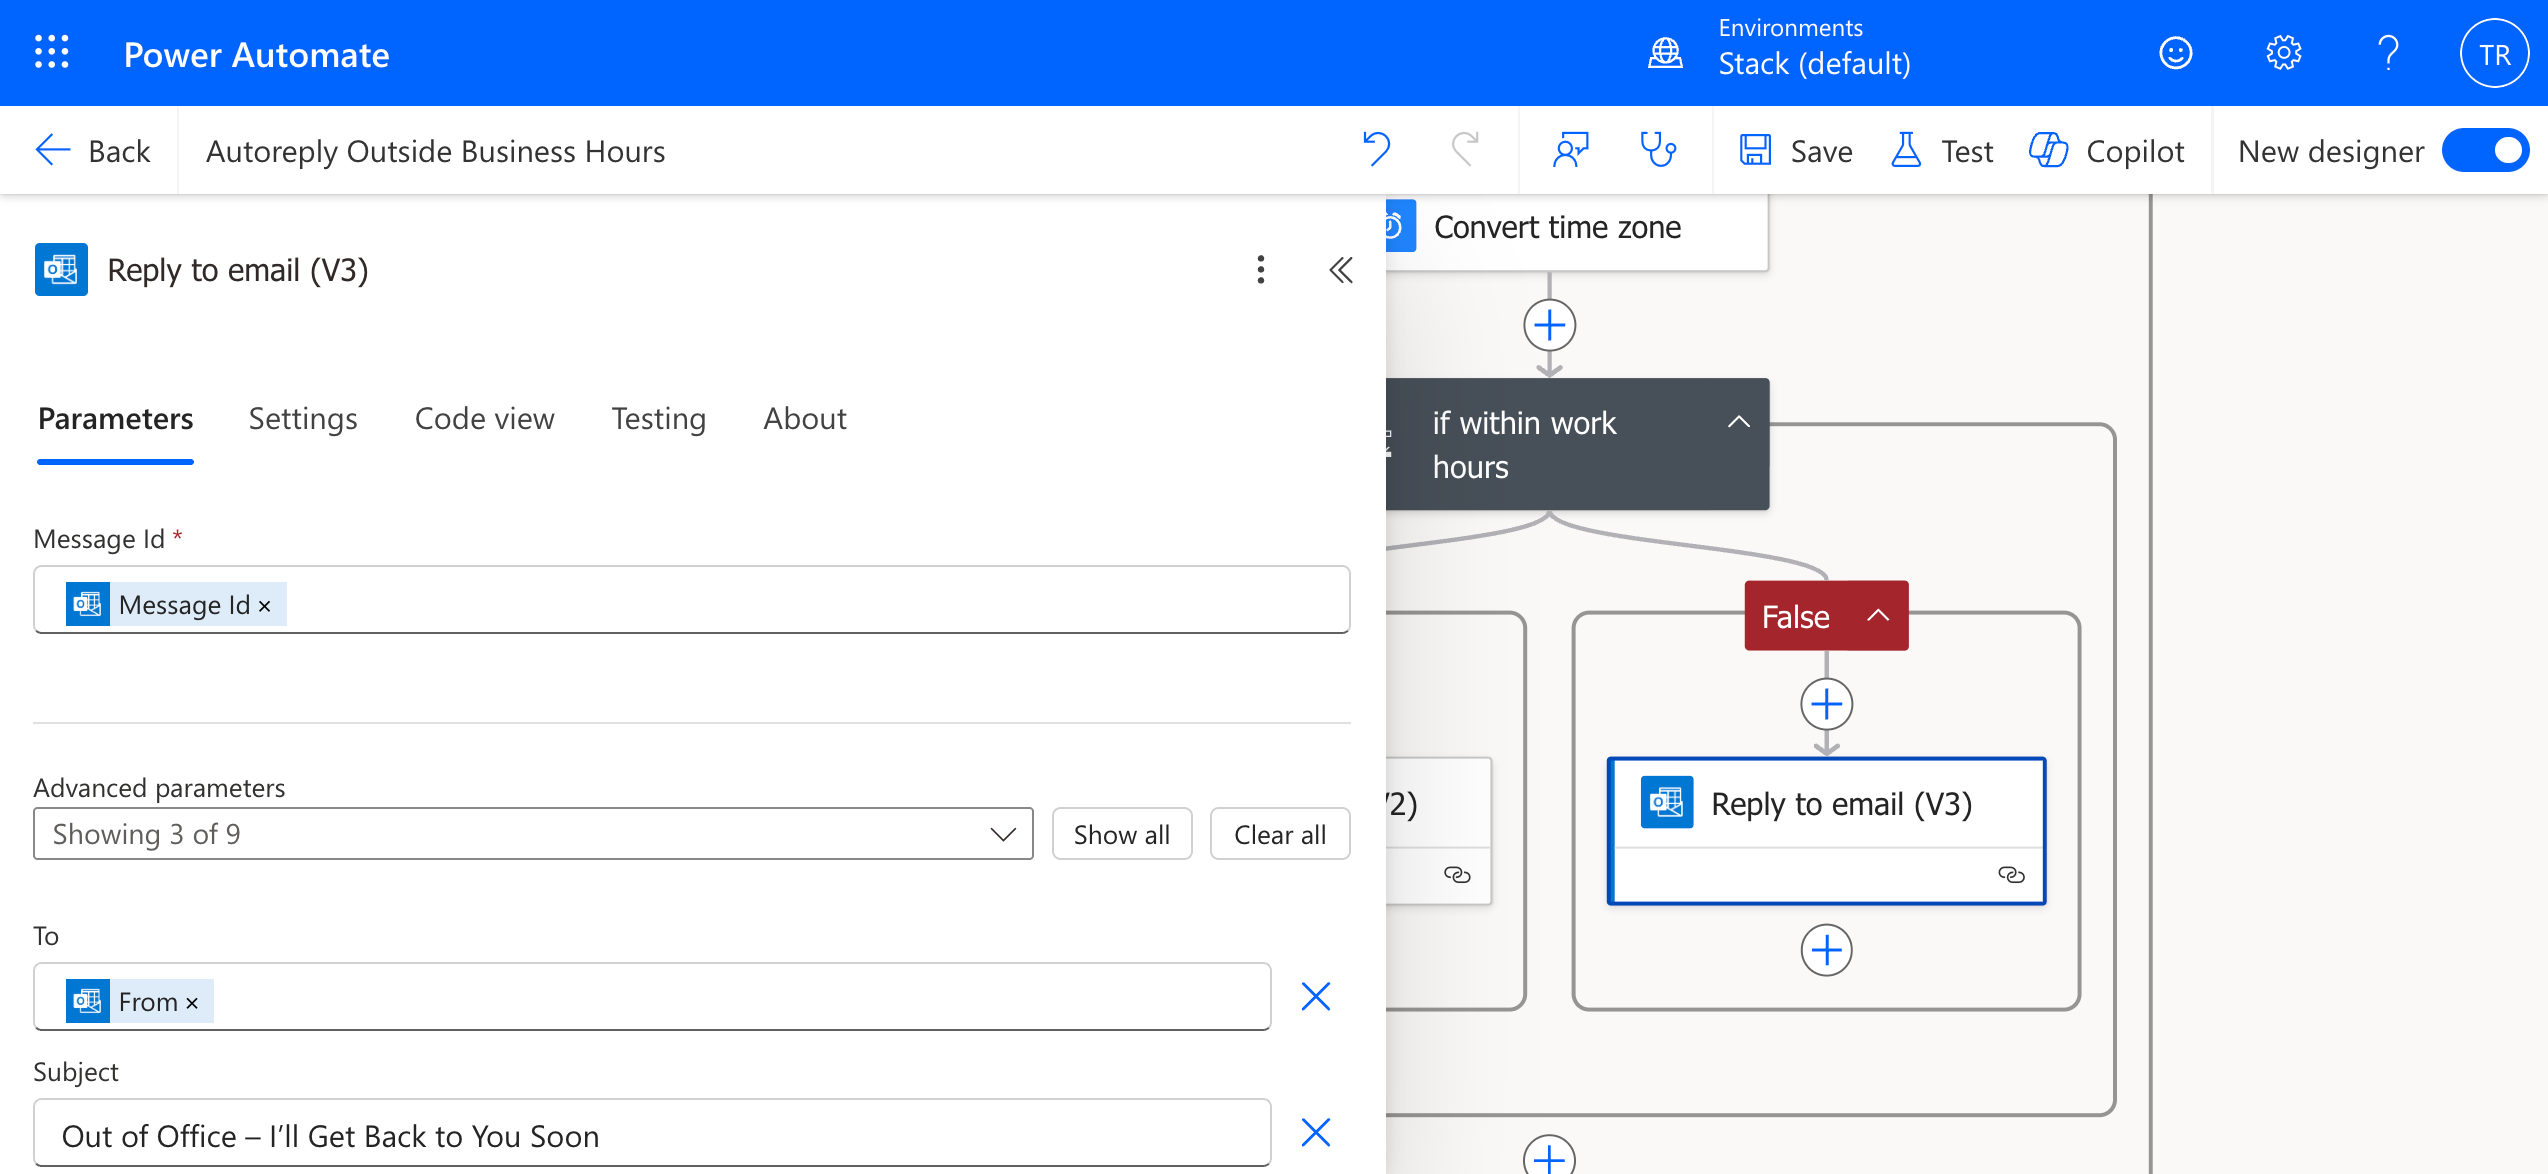 Power Automate
Environments
Stack (default)
TR
Back
Autoreply Outside Business Hours
Save
Test
Copilot
New designer
Reply to email (V3)
Parameters
Settings
Code view
Testing
About
Message Id *
Message Id ×
Advanced parameters
Showing 3 of 9
Show all
Clear all
To
From ×
Subject
Out of Office – I'll Get Back to You Soon
Convert time zone
if within work
hours
False
V2)
Reply to email (V3)